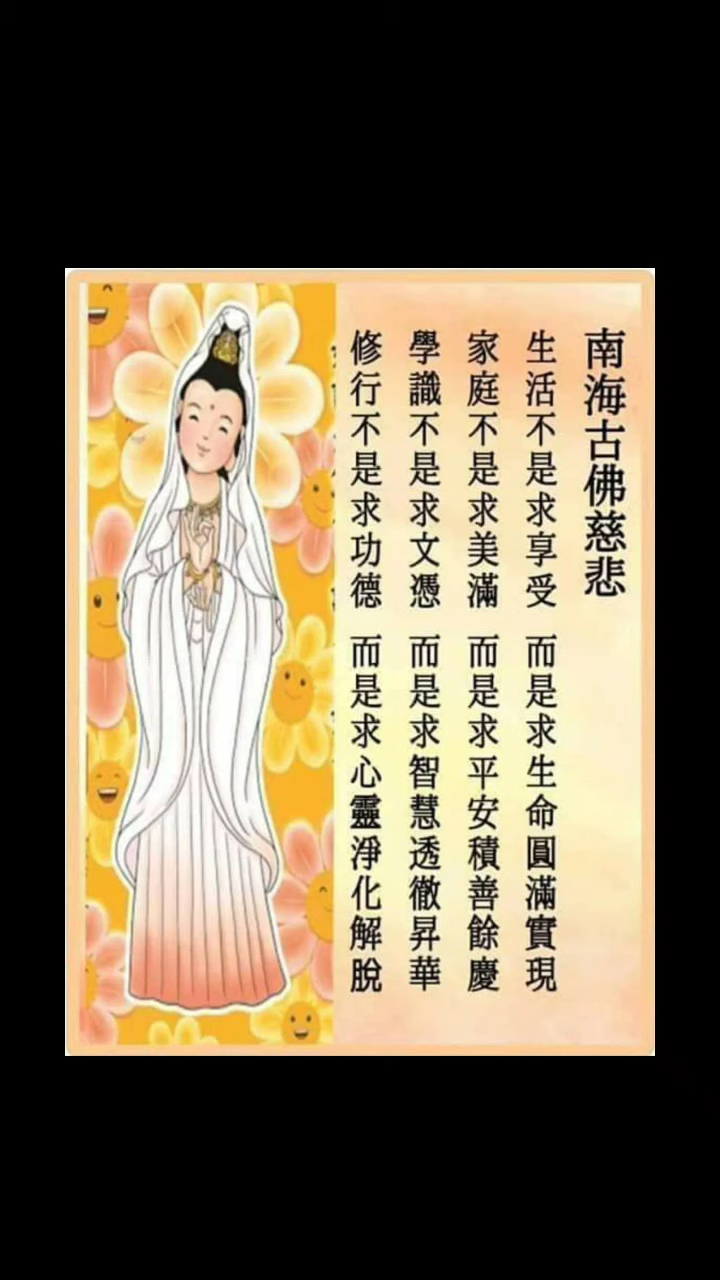 南海古佛慈悲
生活不是求享受 而是求生命圓滿實現
家庭不是求美滿 而是求平安積善餘慶
學識不是求文憑 而是求智慧透徹昇華
修行不是求功德 而是求心靈淨化解脫